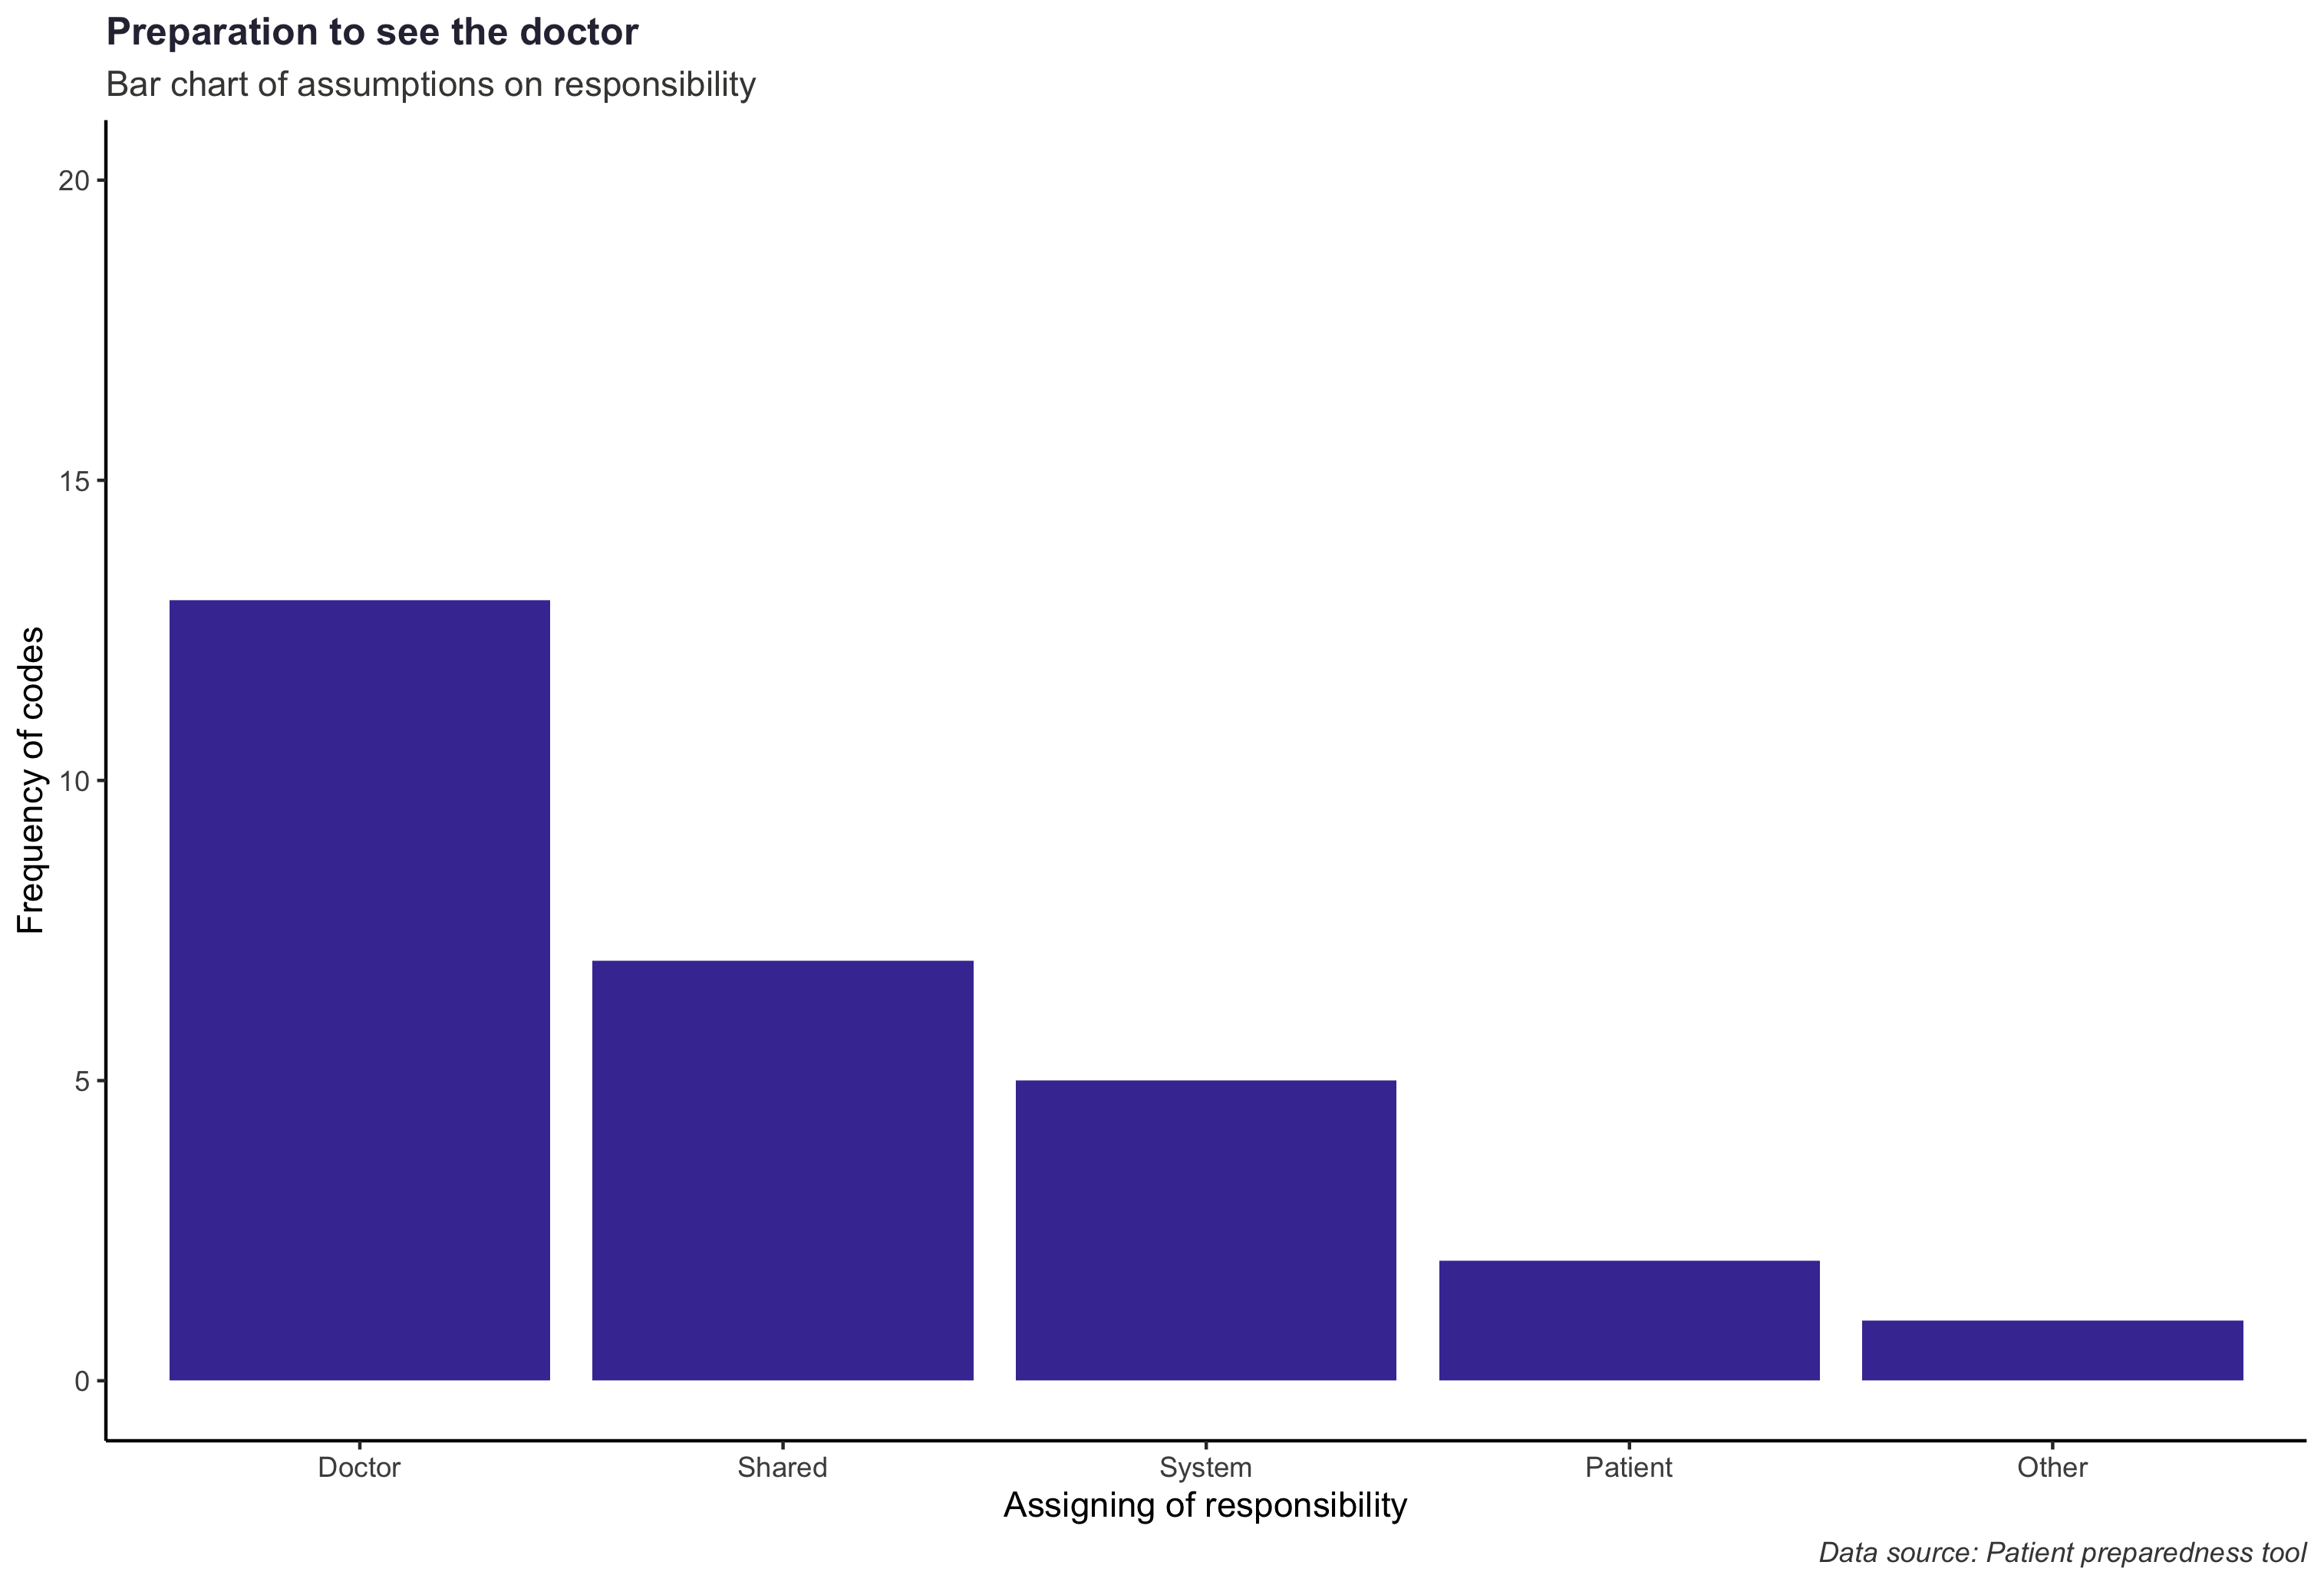 Preparation to see the doctor
Bar chart of assumptions on responsibility
Frequency of codes
20
15
10
5
0
Doctor
Shared
System
Patient
Other
Assigning of responsibility
Data source: Patient preparedness tool